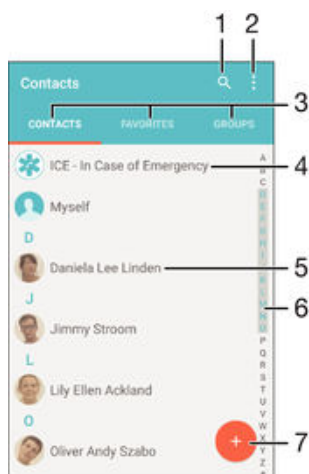 1 2
Contacts
CONTACTS FAVORITES GROUPS 3
ICE - In Case of Emergency 4
Myself
D
Daniela Lee Linden 5
J
Jimmy Stroom
L
Lily Ellen Ackland
O
Oliver Andy Szabo
A
B
C
D
E
F
G
H
I
J
K
L
M
N
O
P
Q
R
S
T
U
V
W
X
Y
Z
6
+ 7